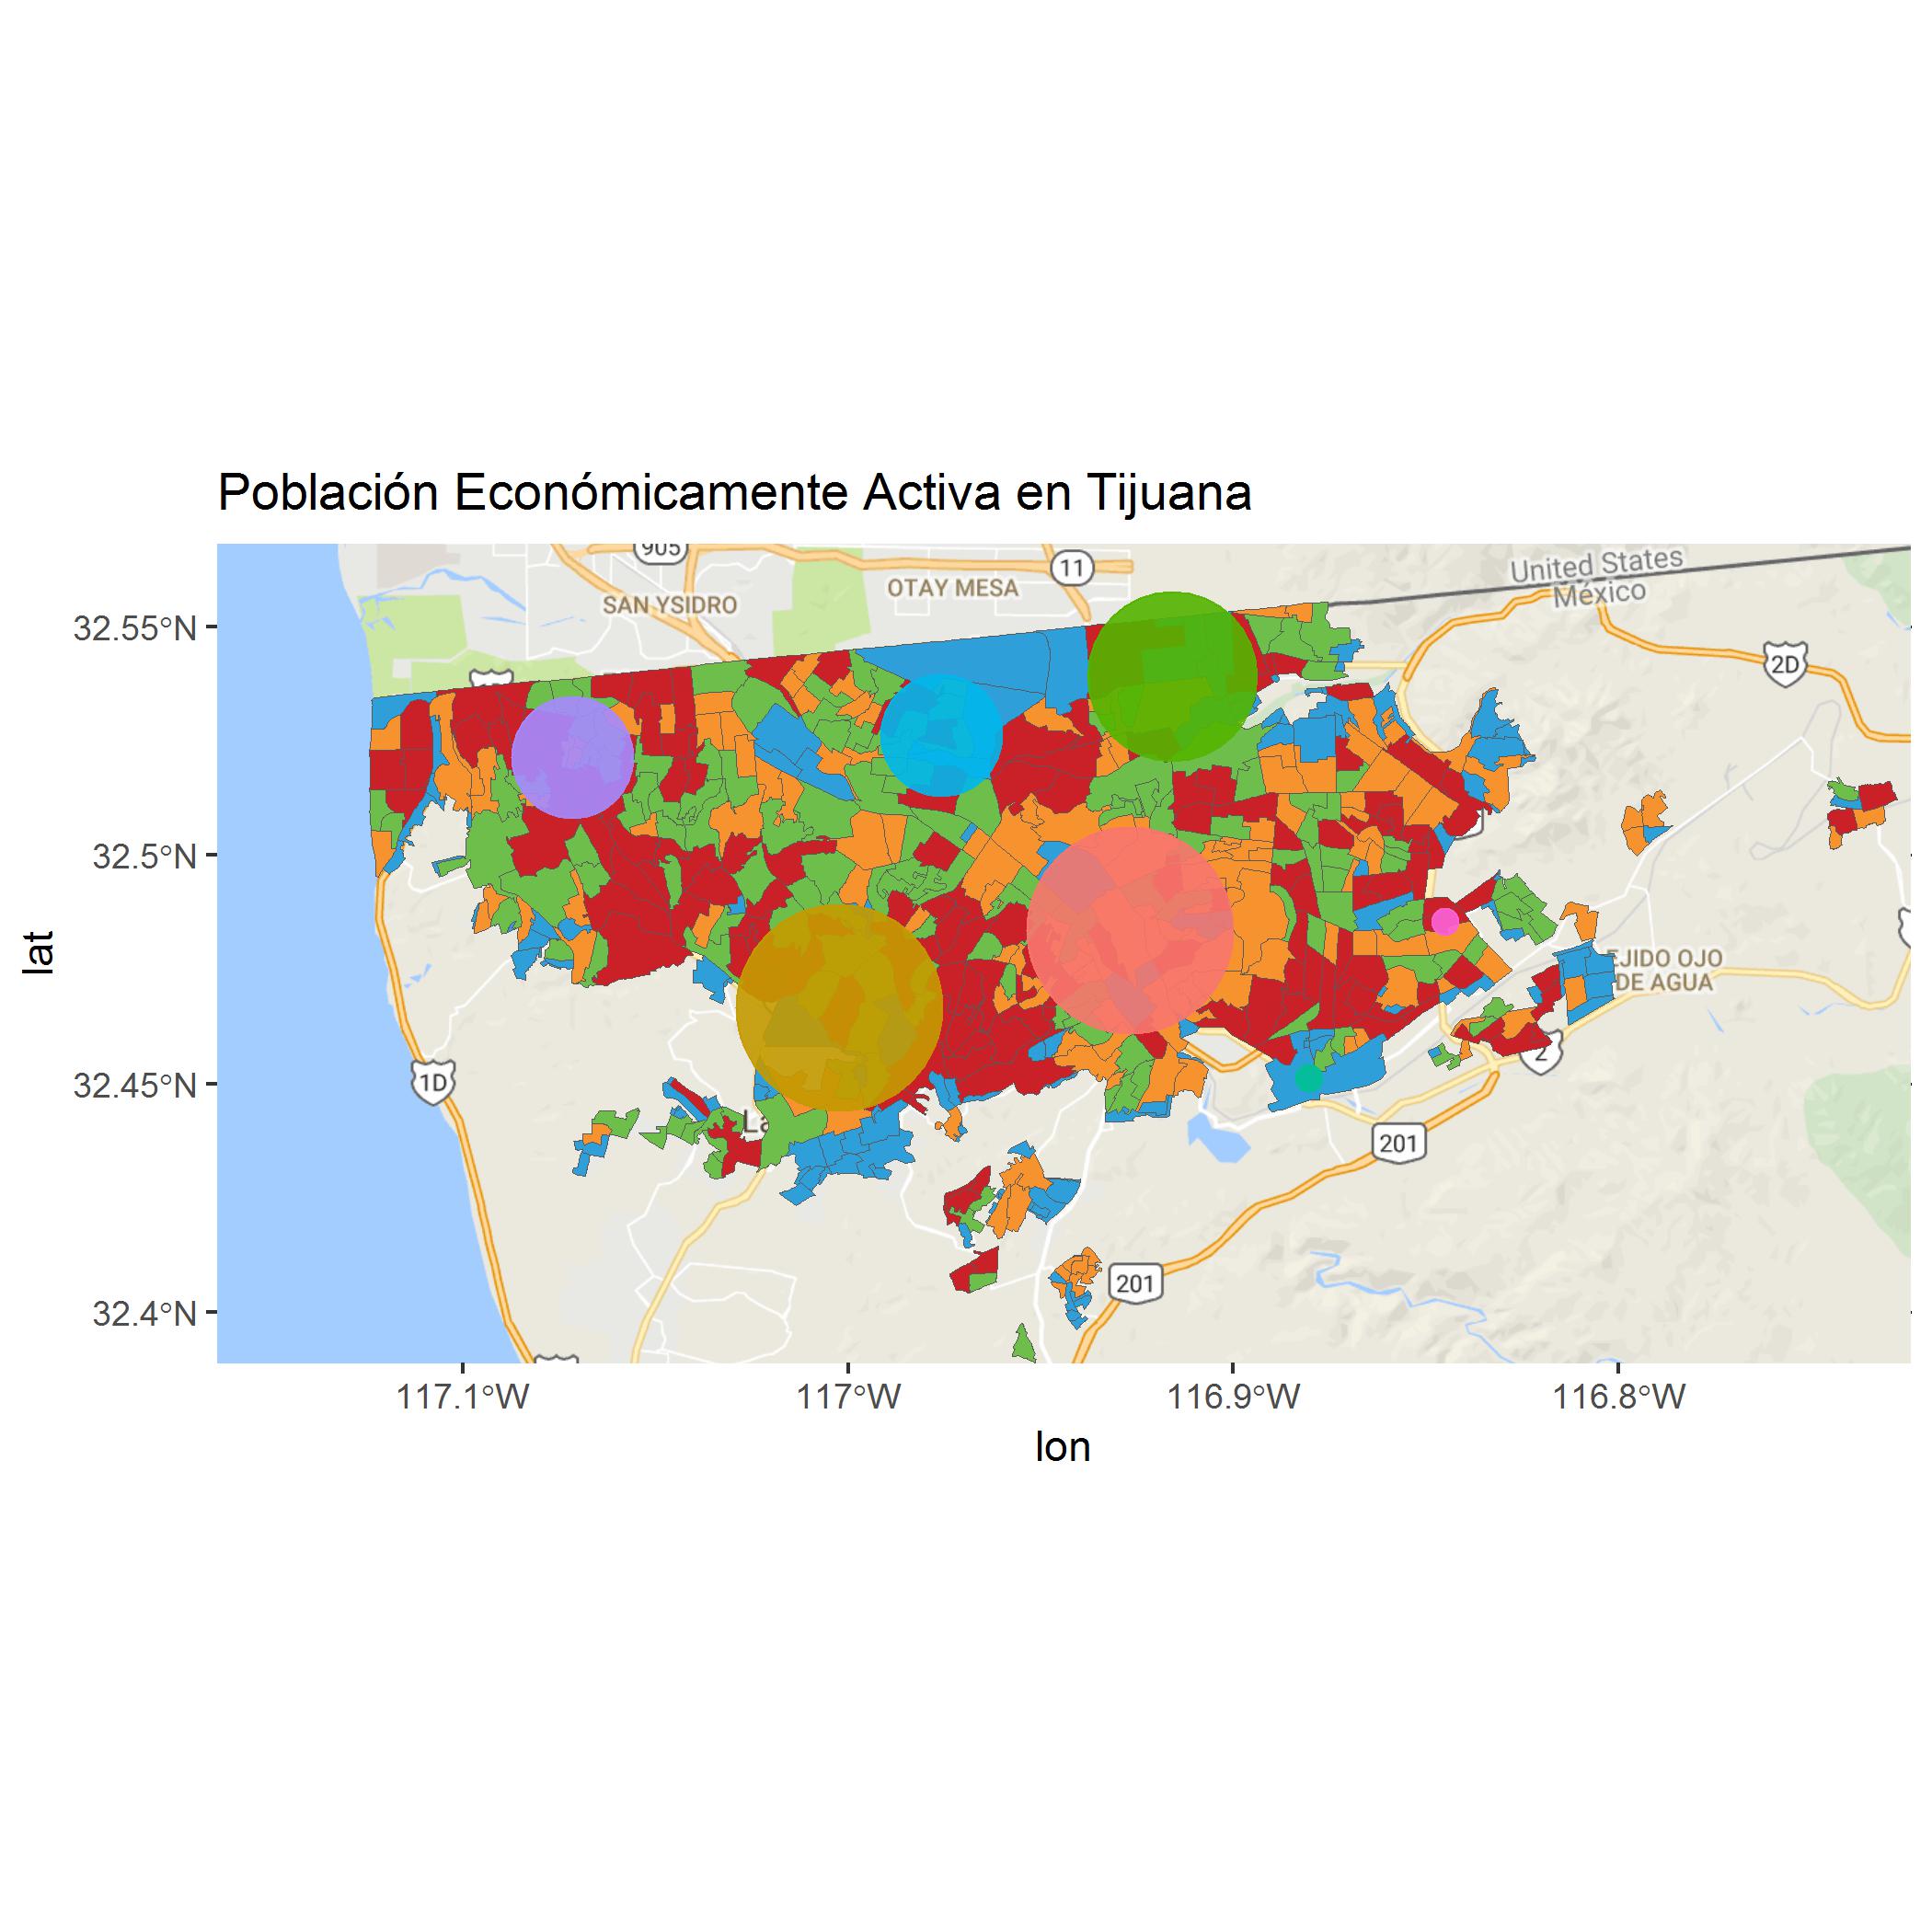 Población Económicamente Activa en Tijuana
905
11
OTAY MESA
SAN YSIDRO
United States
México
2D
32.55°N
32.5°N
32.45°N
32.4°N
lat
EJIDO OJO
DE AGUA
2
1D
La
201
201
117.1°W
117°W
116.9°W
116.8°W
lon